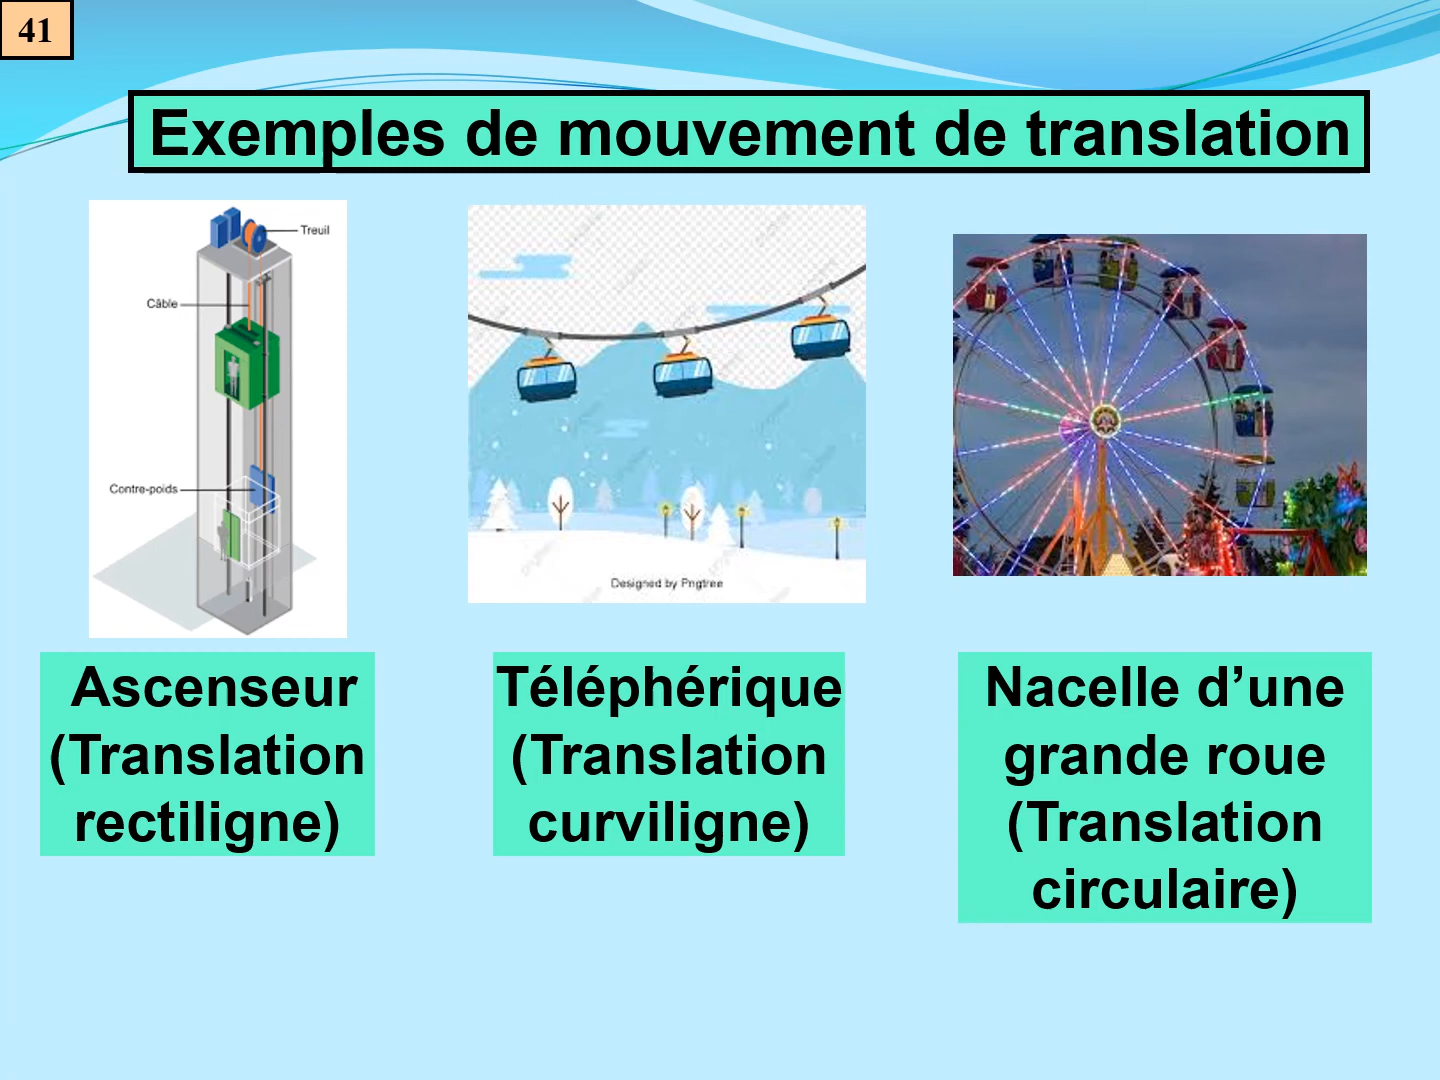 41
Exemples de mouvement de translation
Treuil
Câble
Contre-poids
Designed by Pngtree
Ascenseur
(Translation
rectiligne)
Téléphérique
(Translation
curviligne)
Nacelle d’une
grande roue
(Translation
circulaire)